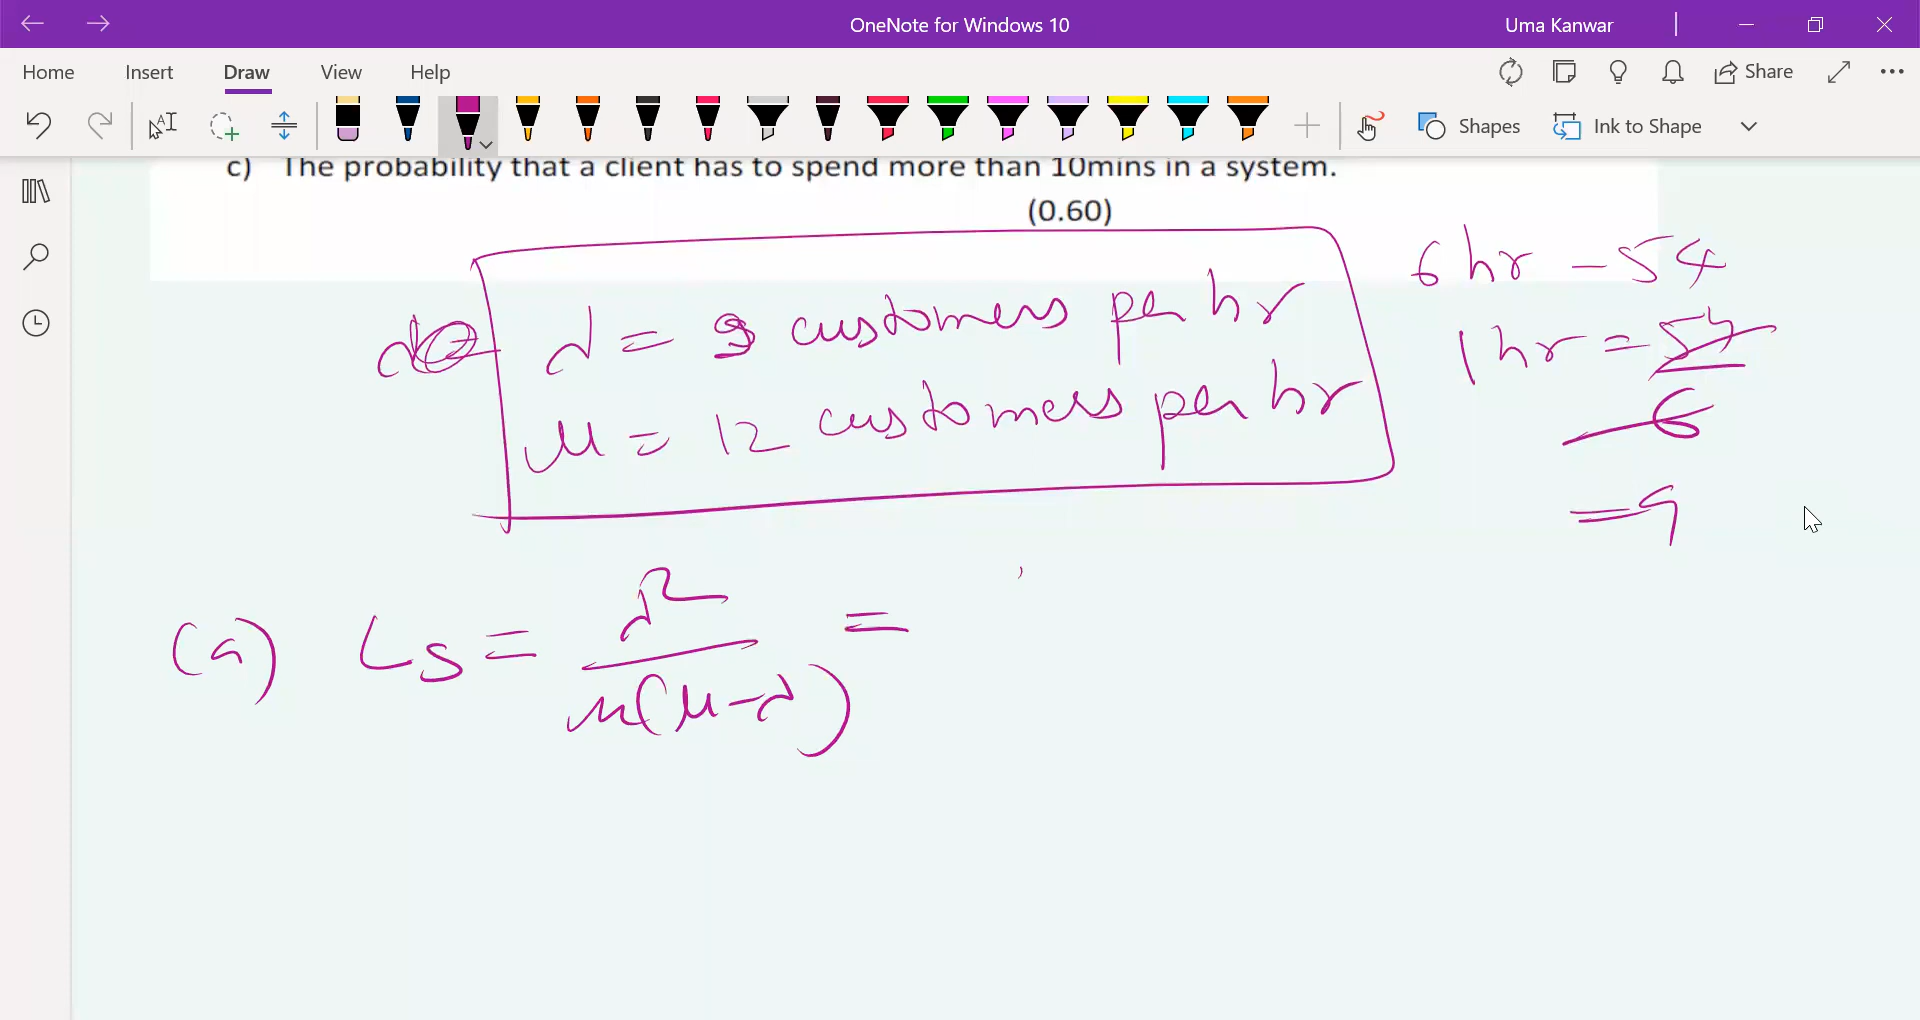 OneNote for Windows 10
Uma Kanwar
Home Insert Draw View Help
Share
Shapes Ink to Shape
c) The probability that a client has to spend more than 10mins in a system.
(0.60)
6 hr - 54
λ = 9 customers per hr
1 hr = 54
6
μ = 12 customers per hr
= 9
(a) Ls = λ² =
μ(μ-λ)